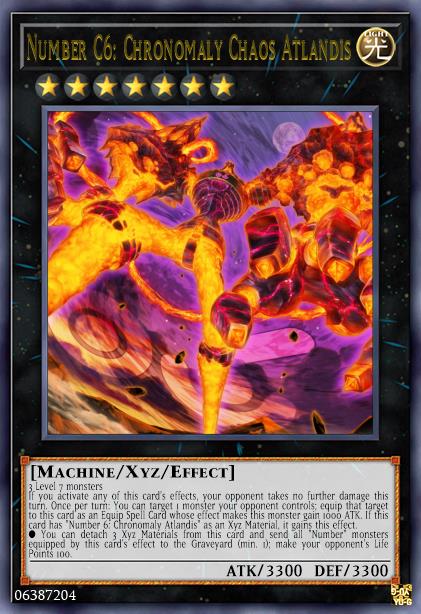 Number C6: Chronomaly Chaos Atlandis
LIGHT
光
[Machine/Xyz/Effect]
3 Level 7 monsters
If you activate any of this card's effects, your opponent takes no further damage this
turn. Once per turn: You can target 1 monster your opponent controls; equip that target
to this card as an Equip Spell Card whose effect makes this monster gain 1000 ATK. If this
card has "Number 6: Chronomaly Atlandis" as an Xyz Material, it gains this effect.
● You can detach 3 Xyz Materials from this card and send all "Number" monsters
equipped by this card's effect to the Graveyard (min. 1); make your opponent's Life
Points 100.
ATK/3300 DEF/3300
06387204